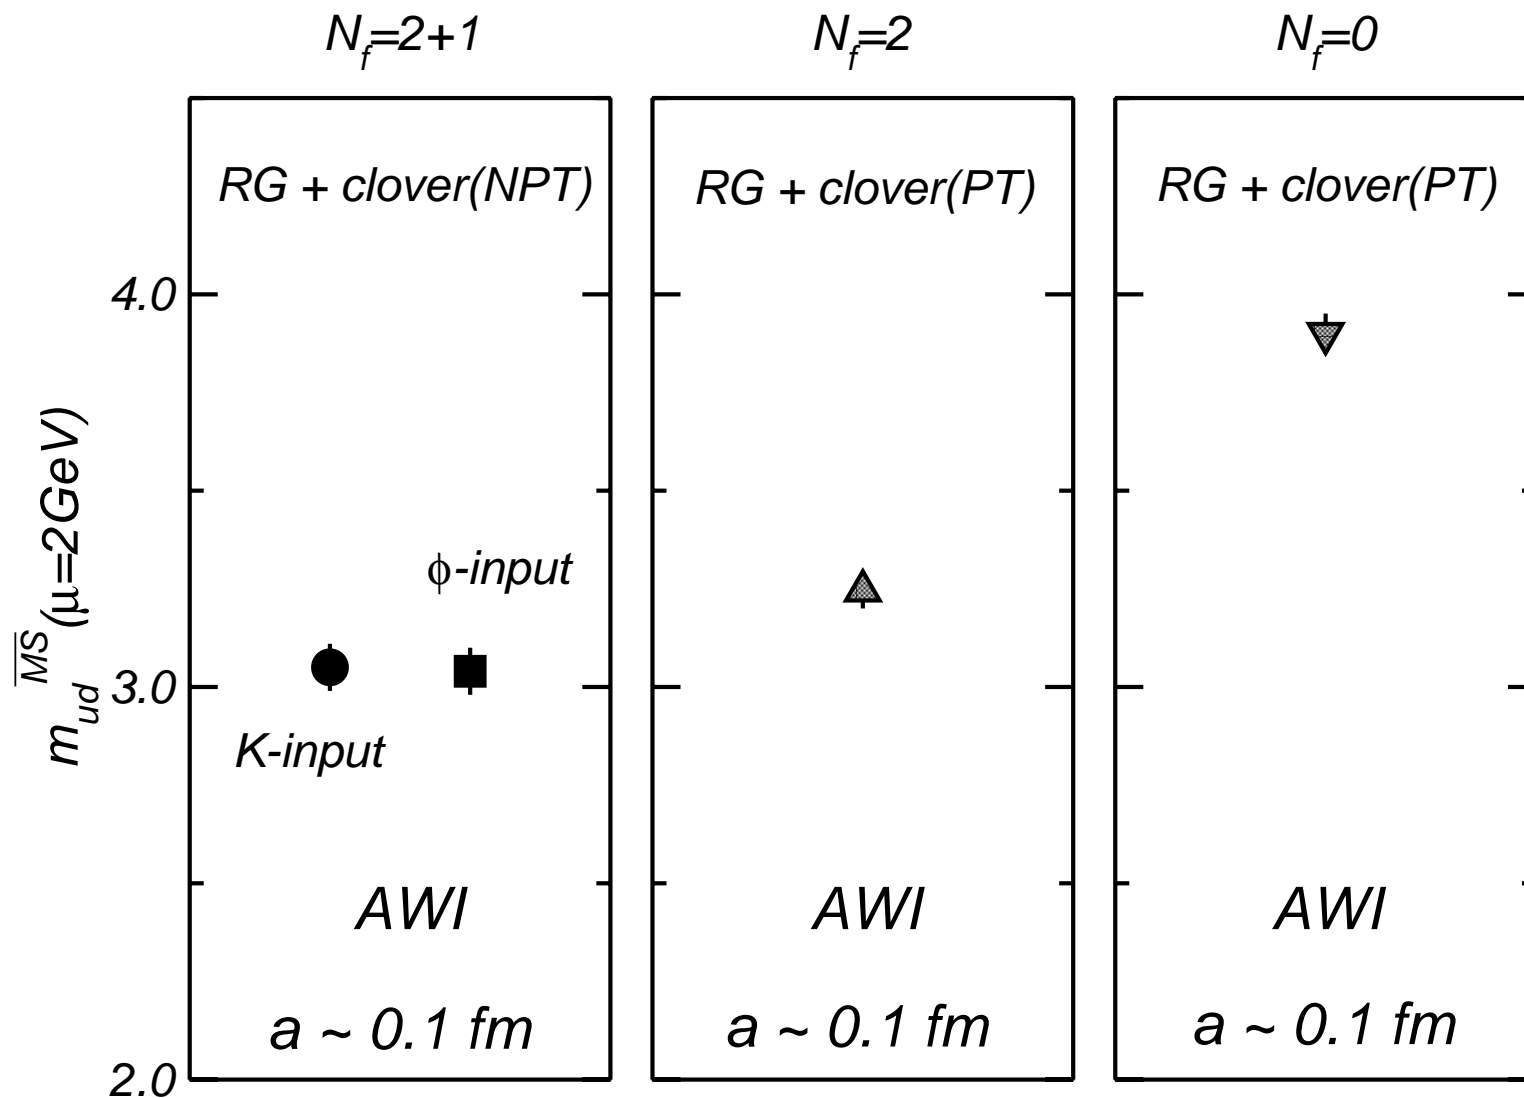 N_f=2+1
N_f=2
N_f=0
RG + clover(NPT)
RG + clover(PT)
RG + clover(PT)
4.0
3.0
2.0
m_ud^MS̅ (μ=2GeV)
ϕ-input
K-input
AWI
AWI
AWI
a ~ 0.1 fm
a ~ 0.1 fm
a ~ 0.1 fm